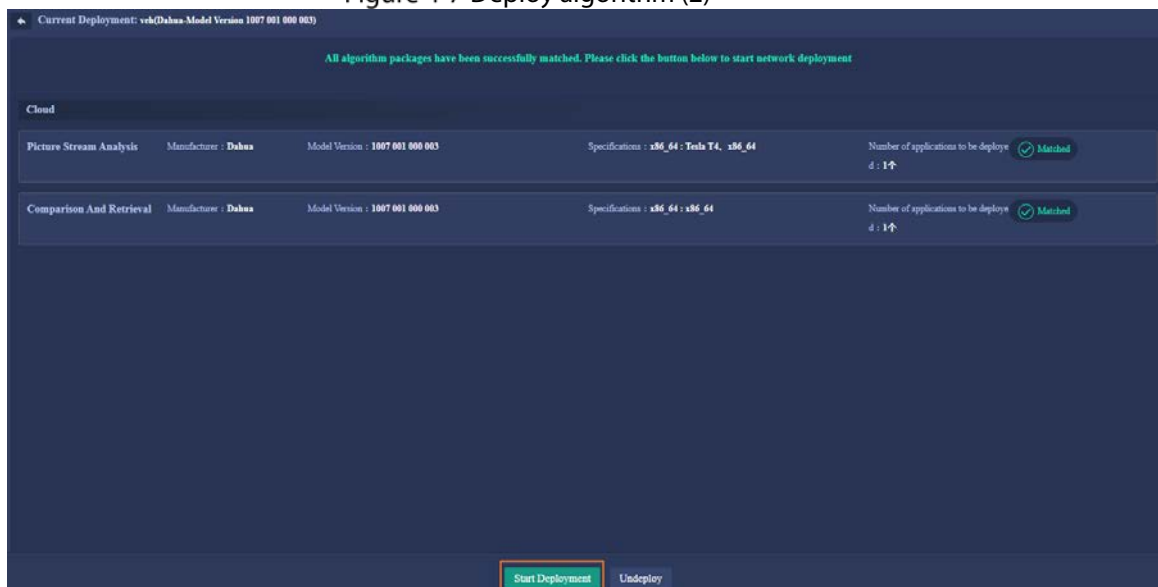 Deploy algorithm (2)
Current Deployment: veh(Dahua-Model Version 1007 001 000 003)
All algorithm packages have been successfully matched. Please click the button below to start network deployment
Cloud
Picture Stream Analysis Manufacturer : Dahua Model Version : 1007 001 000 003 Specifications : x86_64 : Tesla T4, x86_64 Number of applications to be deploye Matched
d : 1个
Comparison And Retrieval Manufacturer : Dahua Model Version : 1007 001 000 003 Specifications : x86_64 : x86_64 Number of applications to be deploye Matched
d : 1个
Start Deployment Undeploy